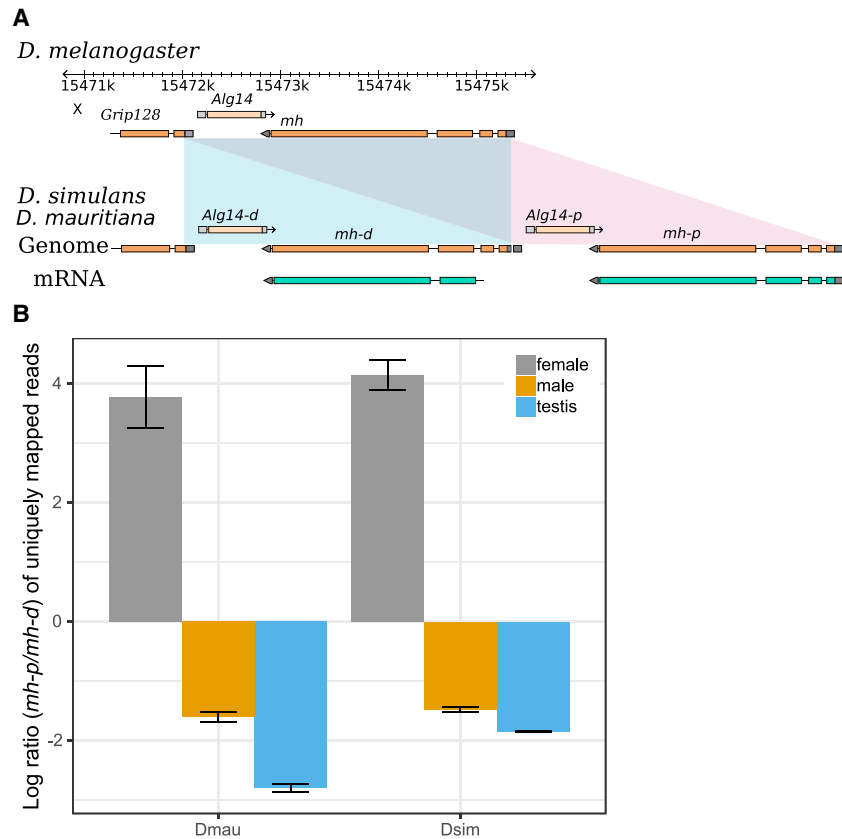 A
D. melanogaster
15471k 15472k 15473k 15474k 15475k
X
Grip128
Alg14
mh
D. simulans
D. mauritiana
Alg14-d
Alg14-p
Genome
mh-d
mh-p
mRNA
B
Log ratio (mh-p/mh-d) of uniquely mapped reads
4
2
0
-2
female
male
testis
Dmau
Dsim